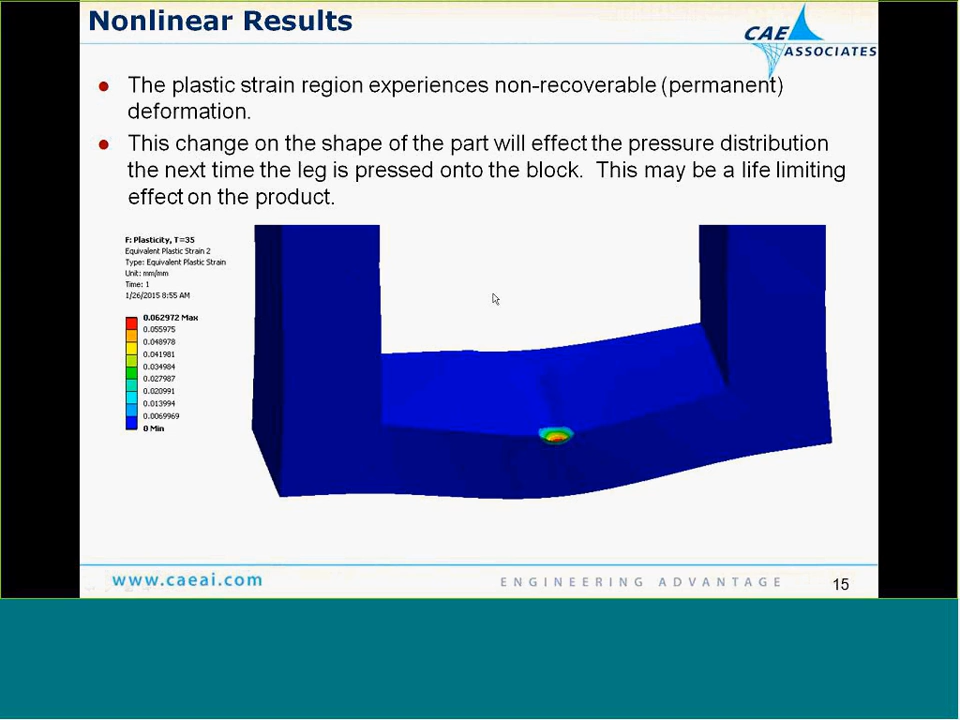 Nonlinear Results
CAE
ASSOCIATES
The plastic strain region experiences non-recoverable (permanent)
deformation.
This change on the shape of the part will effect the pressure distribution
the next time the leg is pressed onto the block. This may be a life limiting
effect on the product.
F: Plasticity, T=35
Equivalent Plastic Strain 2
Type: Equivalent Plastic Strain
Unit: mm/mm
Time: 1
1/26/2015 8:55 AM
0.062972 Max
0.055975
0.048978
0.041981
0.034984
0.027987
0.020991
0.013994
0.0069969
0 Min
www.caeai.com
ENGINEERING ADVANTAGE
15